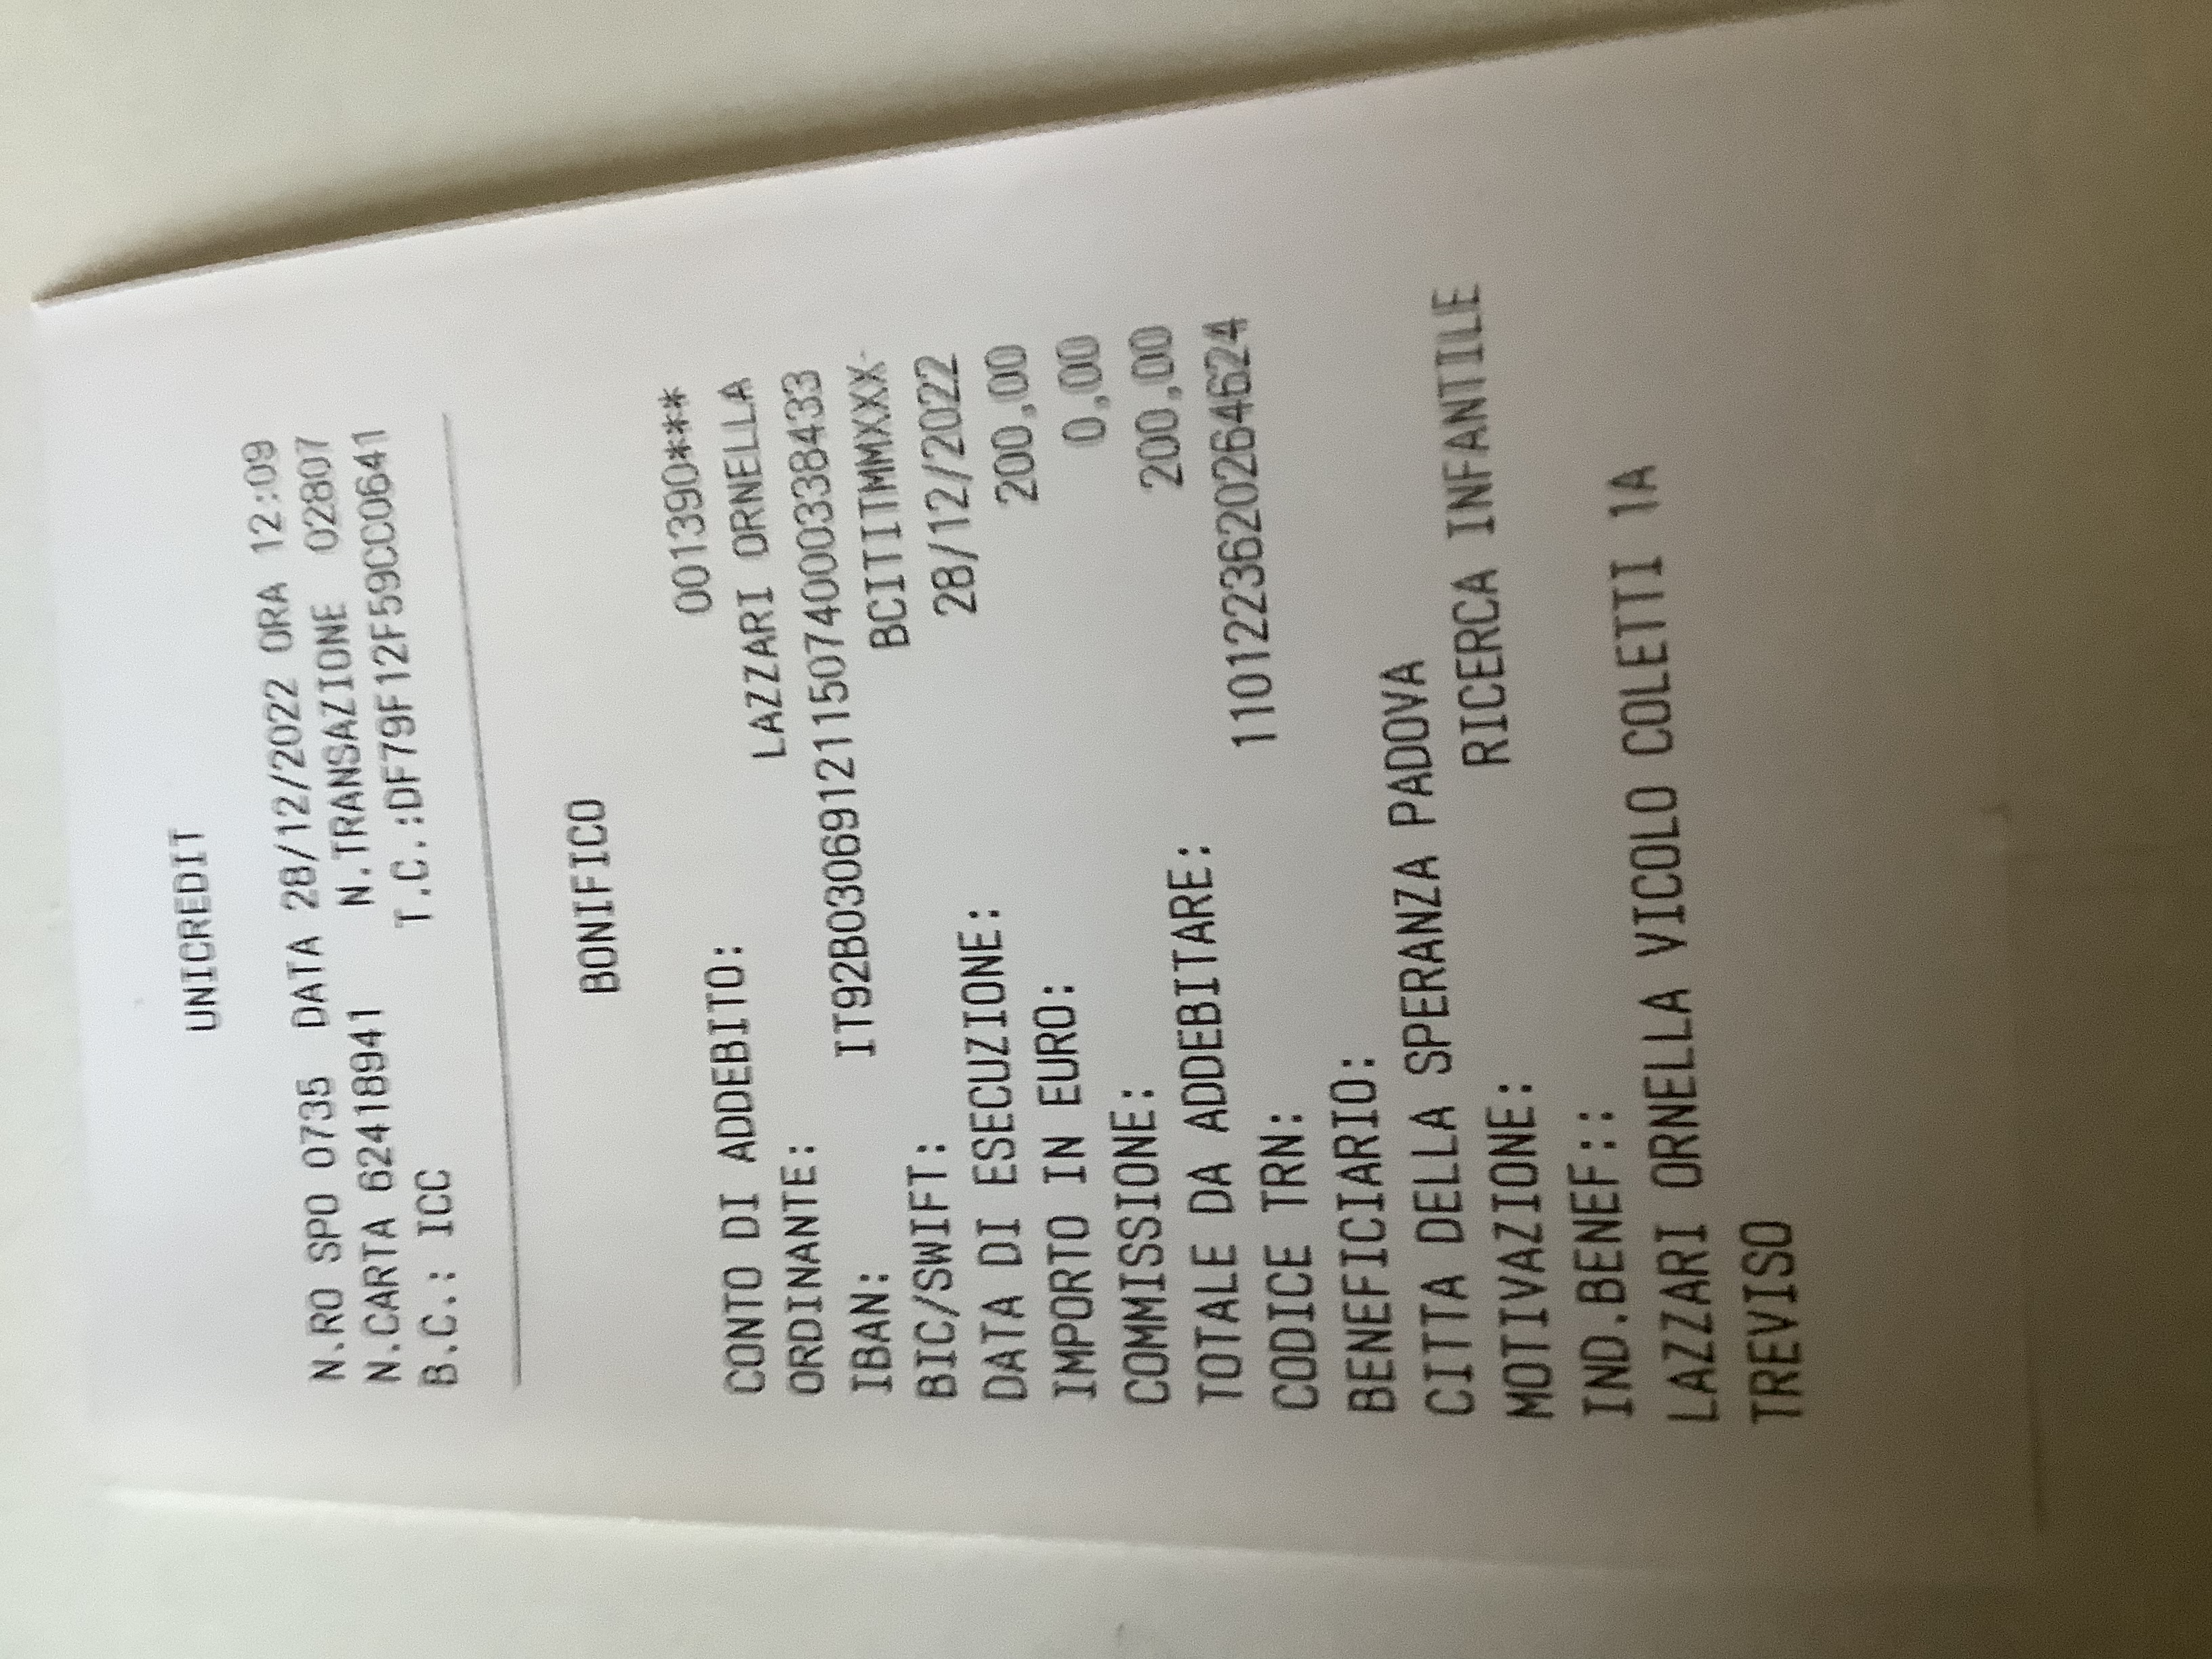 UNICREDIT
N.RO SPO 0735 DATA 28/12/2022 ORA 12:09
N.CARTA 62418941 N.TRANSAZIONE 02807
B.C.: ICC T.C.:DF79F12F59CC0641
BONIFICO
CONTO DI ADDEBITO: 001390***
ORDINANTE: LAZZARI ORNELLA
IBAN: IT92B0306912115074000338433
BIC/SWIFT: BCITITMMXXX
DATA DI ESECUZIONE: 28/12/2022
IMPORTO IN EURO: 200,00
COMMISSIONE: 0,00
TOTALE DA ADDEBITARE: 200,00
CODICE TRN: 1101223620264624
BENEFICIARIO:
CITTA DELLA SPERANZA PADOVA
MOTIVAZIONE: RICERCA INFANTILE
IND.BENEF::
LAZZARI ORNELLA VICOLO COLETTI 1A
TREVISO